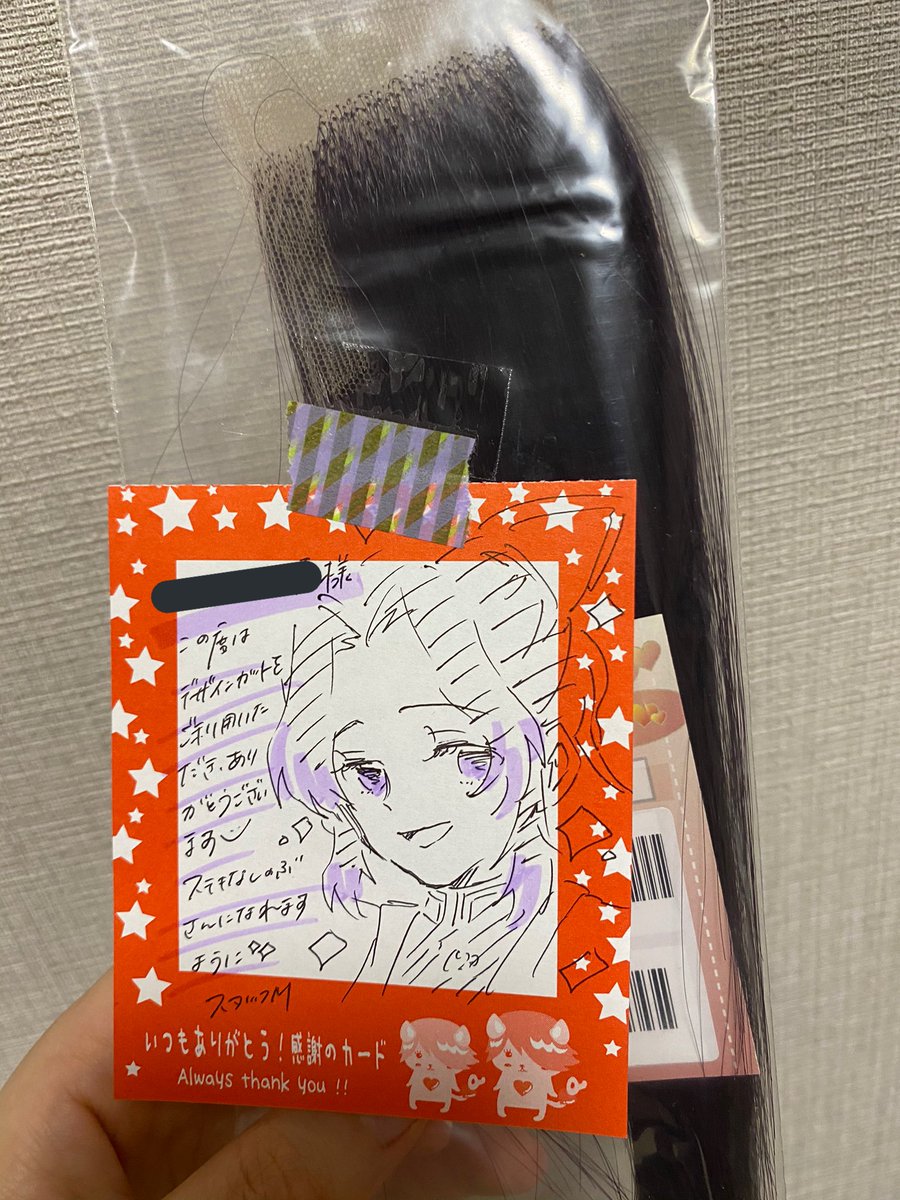 様
この度は
デザインカットを
ご利用いた
だき、あり
がとうござい
ます
ステキなしのぶ
さんになれます
ように
スタッフM
いつもありがとう！感謝のカード
Always thank you !!